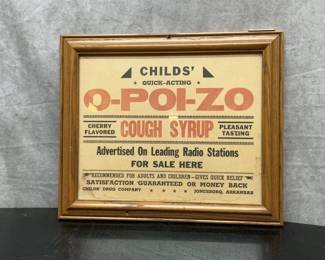 CHILDS'
QUICK-ACTING
O-POI-ZO
CHERRY FLAVORED
COUGH SYRUP
PLEASANT TASTING
Advertised On Leading Radio Stations
FOR SALE HERE
RECOMMENDED FOR ADULTS AND CHILDREN-GIVES QUICK RELIEF
SATISFACTION GUARANTEED OR MONEY BACK
CHILDS' DRUG COMPANY JONESBORO, ARKANSAS